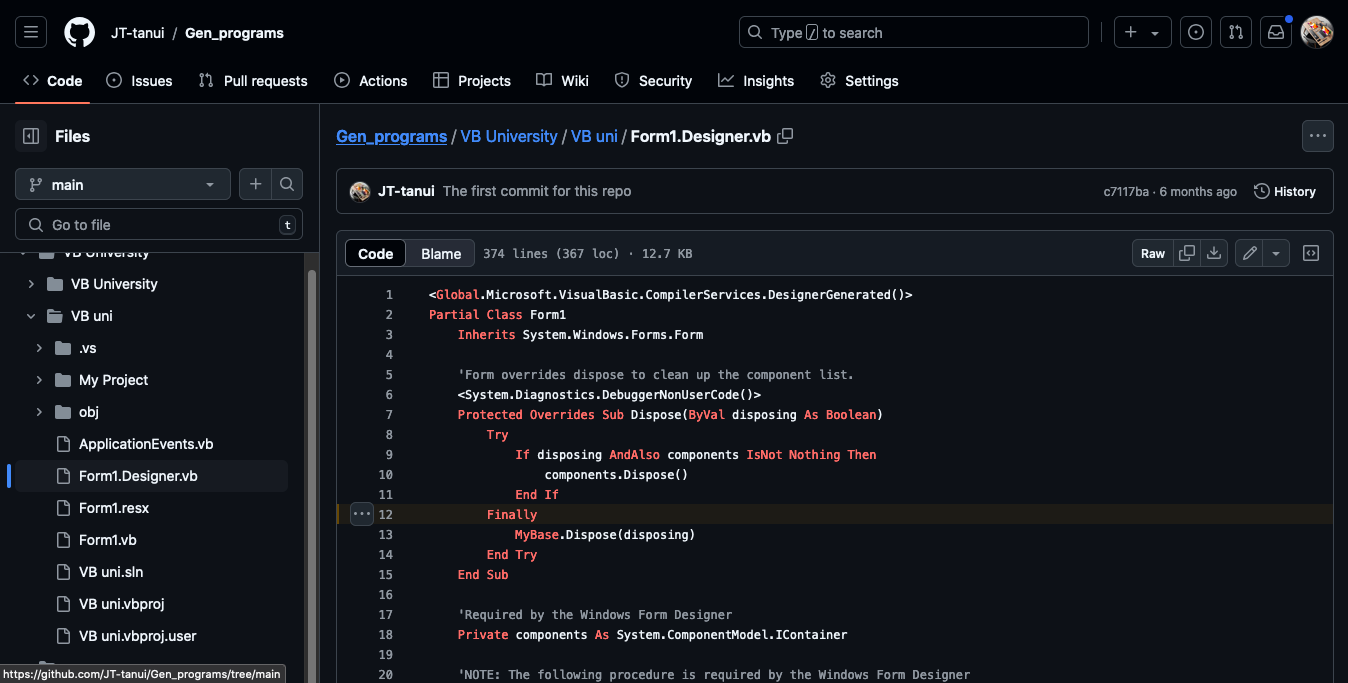 JT-tanui / Gen_programs
Type / to search
Code Issues Pull requests Actions Projects Wiki Security Insights Settings
Files
main
Go to file t
VB University
VB University
VB uni
.vs
My Project
obj
ApplicationEvents.vb
Form1.Designer.vb
Form1.resx
Form1.vb
VB uni.sln
VB uni.vbproj
VB uni.vbproj.user
https://github.com/JT-tanui/Gen_programs/tree/main
Gen_programs / VB University / VB uni / Form1.Designer.vb
JT-tanui The first commit for this repo c7117ba · 6 months ago History
Code Blame 374 lines (367 loc) · 12.7 KB Raw
1 <Global.Microsoft.VisualBasic.CompilerServices.DesignerGenerated()>
2 Partial Class Form1
3 Inherits System.Windows.Forms.Form
4
5 'Form overrides dispose to clean up the component list.
6 <System.Diagnostics.DebuggerNonUserCode()>
7 Protected Overrides Sub Dispose(ByVal disposing As Boolean)
8 Try
9 If disposing AndAlso components IsNot Nothing Then
10 components.Dispose()
11 End If
12 Finally
13 MyBase.Dispose(disposing)
14 End Try
15 End Sub
16
17 'Required by the Windows Form Designer
18 Private components As System.ComponentModel.IContainer
19
20 'NOTE: The following procedure is required by the Windows Form Designer